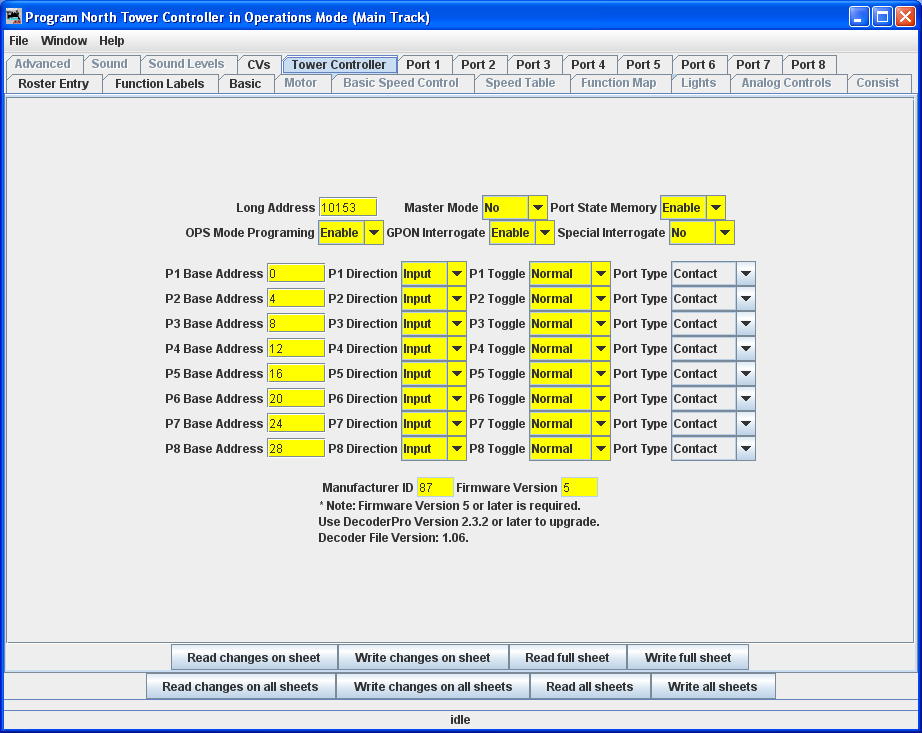 Program North Tower Controller in Operations Mode (Main Track)
File Window Help
Advanced Sound Sound Levels CVs Tower Controller Port 1 Port 2 Port 3 Port 4 Port 5 Port 6 Port 7 Port 8
Roster Entry Function Labels Basic Motor Basic Speed Control Speed Table Function Map Lights Analog Controls Consist
Long Address 10153 Master Mode No Port State Memory Enable
OPS Mode Programing Enable GPON Interrogate Enable Special Interrogate No
P1 Base Address 0 P1 Direction Input P1 Toggle Normal Port Type Contact
P2 Base Address 4 P2 Direction Input P2 Toggle Normal Port Type Contact
P3 Base Address 8 P3 Direction Input P3 Toggle Normal Port Type Contact
P4 Base Address 12 P4 Direction Input P4 Toggle Normal Port Type Contact
P5 Base Address 16 P5 Direction Input P5 Toggle Normal Port Type Contact
P6 Base Address 20 P6 Direction Input P6 Toggle Normal Port Type Contact
P7 Base Address 24 P7 Direction Input P7 Toggle Normal Port Type Contact
P8 Base Address 28 P8 Direction Input P8 Toggle Normal Port Type Contact
Manufacturer ID 87 Firmware Version 5
* Note: Firmware Version 5 or later is required.
Use DecoderPro Version 2.3.2 or later to upgrade.
Decoder File Version: 1.06.
Read changes on sheet Write changes on sheet Read full sheet Write full sheet
Read changes on all sheets Write changes on all sheets Read all sheets Write all sheets
idle